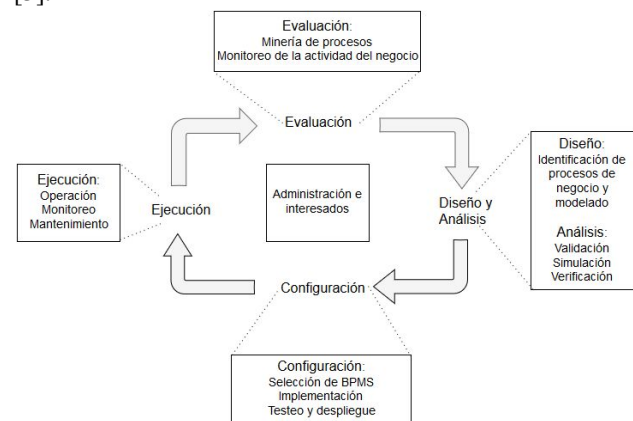 [3].
Evaluación:
Minería de procesos
Monitoreo de la actividad del negocio
Evaluación
Diseño:
Identificación de
procesos de
negocio y
modelado
Análisis:
Validación
Simulación
Verificación
Ejecución:
Operación
Monitoreo
Mantenimiento
Ejecución
Administración e
interesados
Diseño y
Análisis
Configuración
Configuración:
Selección de BPMS
Implementación
Testeo y despliegue